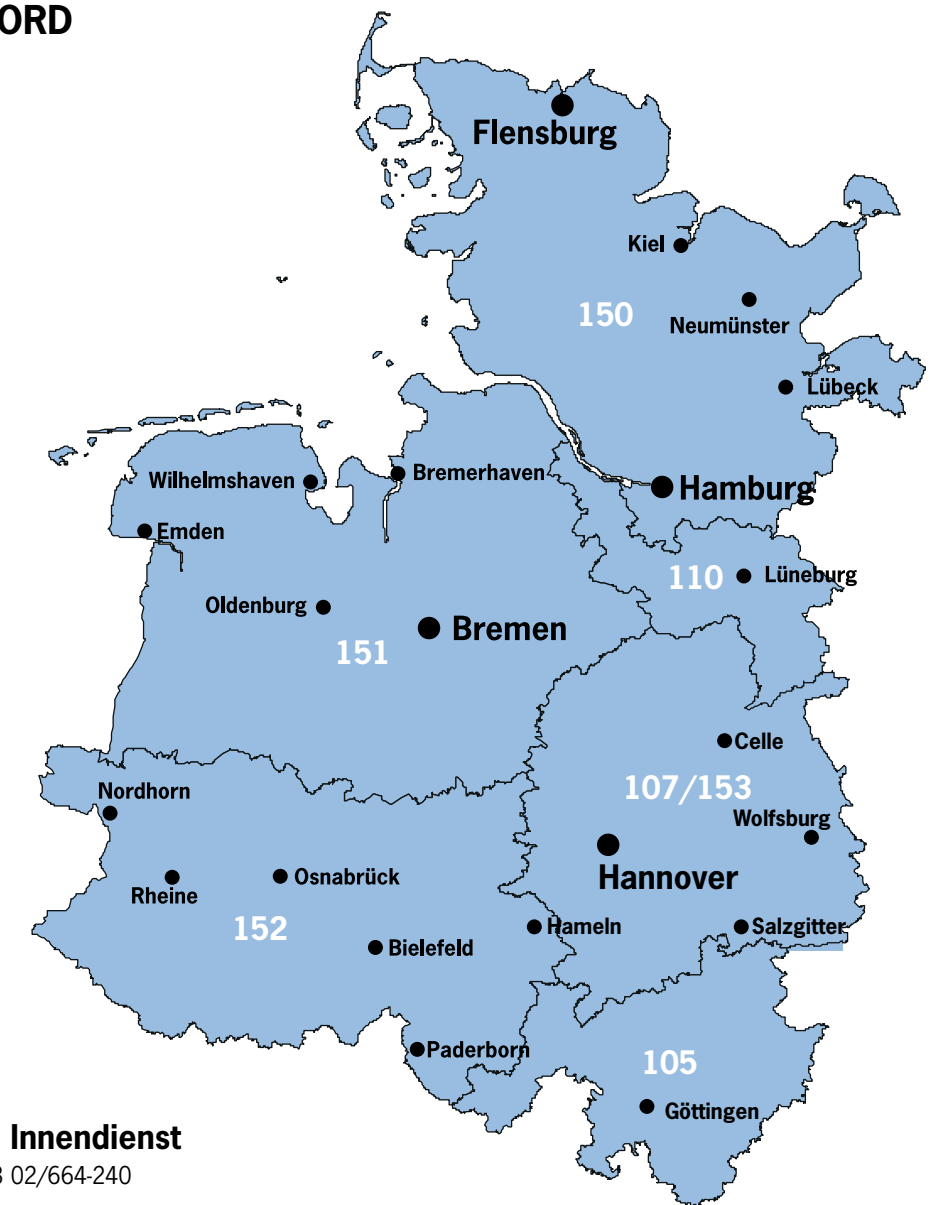 ORD
Flensburg
Kiel
150
Neumünster
Lübeck
Wilhelmshaven
Bremerhaven
Hamburg
Emden
110
Lüneburg
Oldenburg
Bremen
151
Celle
107/153
Nordhorn
Wolfsburg
Hannover
Rheine
Osnabrück
152
Hameln
Salzgitter
Bielefeld
Paderborn
105
Göttingen
Innendienst
02/664-240